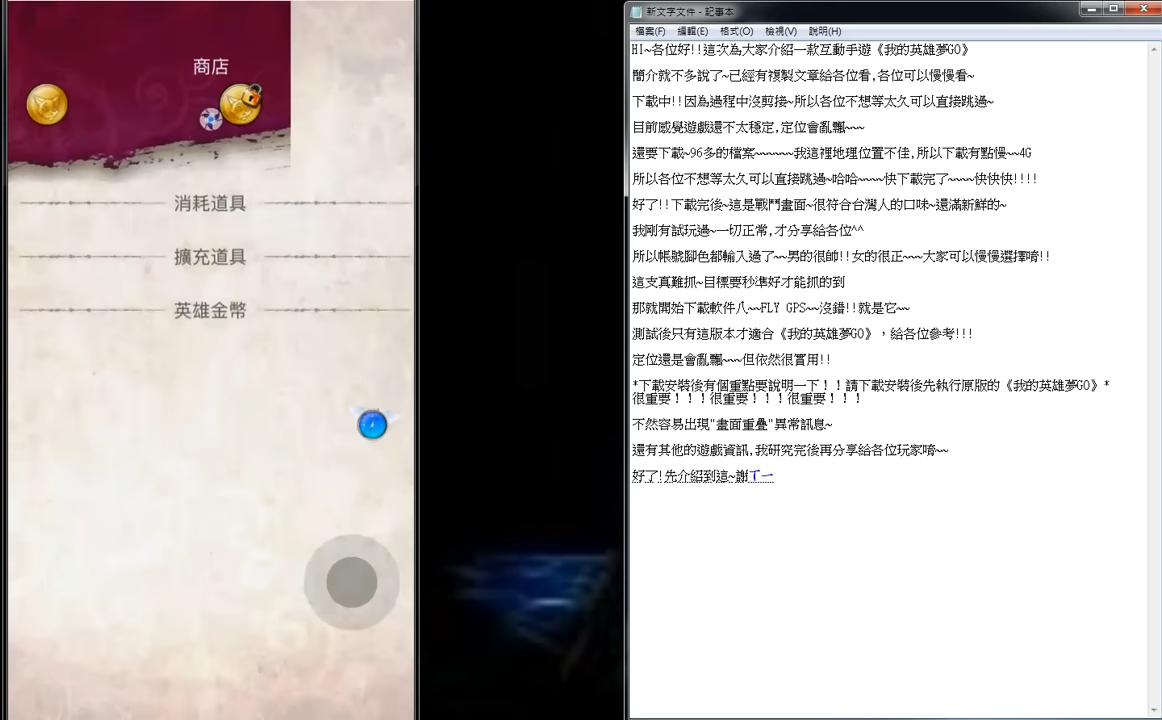 商店
消耗道具
擴充道具
英雄金幣
新文字文件 - 記事本
檔案(F) 編輯(E) 格式(O) 檢視(V) 說明(H)
HI~各位好!!這次為大家介紹一款互動手遊《我的英雄夢GO》
簡介就不多說了~已經有複製文章給各位看,各位可以慢慢看~
下載中!!因為過程中沒剪接~所以各位不想等太久可以直接跳過~
目前感覺遊戲還不太穩定,定位會亂飄~~~
還要下載~96多的檔案~~~~~~我這裡地理位置不佳,所以下載有點慢~~4G
所以各位不想等太久可以直接跳過~哈哈~~~~快下載完了~~~~快快快!!!!
好了!!下載完後~這是戰鬥畫面~很符合台灣人的口味~還滿新鮮的~
我剛有試玩過~一切正常,才分享給各位^^
所以帳號腳色都輸入過了~~男的很帥!!女的很正~~~大家可以慢慢選擇唷!!
這支真難抓~目標要秒準好才能抓的到
那就開始下載軟件八~~FLY GPS~~沒錯!!就是它~~
測試後只有這版本才適合《我的英雄夢GO》，給各位參考!!!
定位還是會亂飄~~~但依然很實用!!
*下載安裝後有個重點要說明一下！！請下載安裝後先執行原版的《我的英雄夢GO》*
很重要！！！很重要！！！很重要！！！
不然容易出現"畫面重疊"異常訊息~
還有其他的遊戲資訊,我研究完後再分享給各位玩家唷~~
好了!先介紹到這~謝ㄒ一